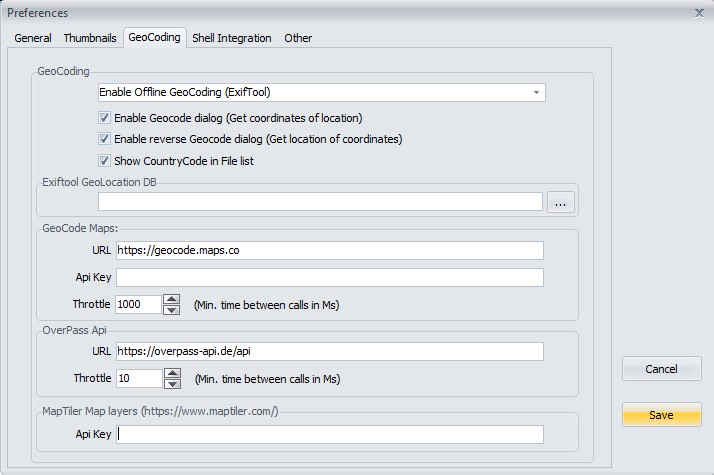 Preferences
General Thumbnails GeoCoding Shell Integration Other
GeoCoding
Enable Offline GeoCoding (ExifTool)
Enable Geocode dialog (Get coordinates of location)
Enable reverse Geocode dialog (Get location of coordinates)
Show CountryCode in File list
Exiftool GeoLocation DB
...
GeoCode Maps:
URL https://geocode.maps.co
Api Key
Throttle 1000 (Min. time between calls in Ms)
OverPass Api
URL https://overpass-api.de/api
Throttle 10 (Min. time between calls in Ms)
Cancel
MapTiler Map layers (https://www.maptiler.com/)
Save
Api Key